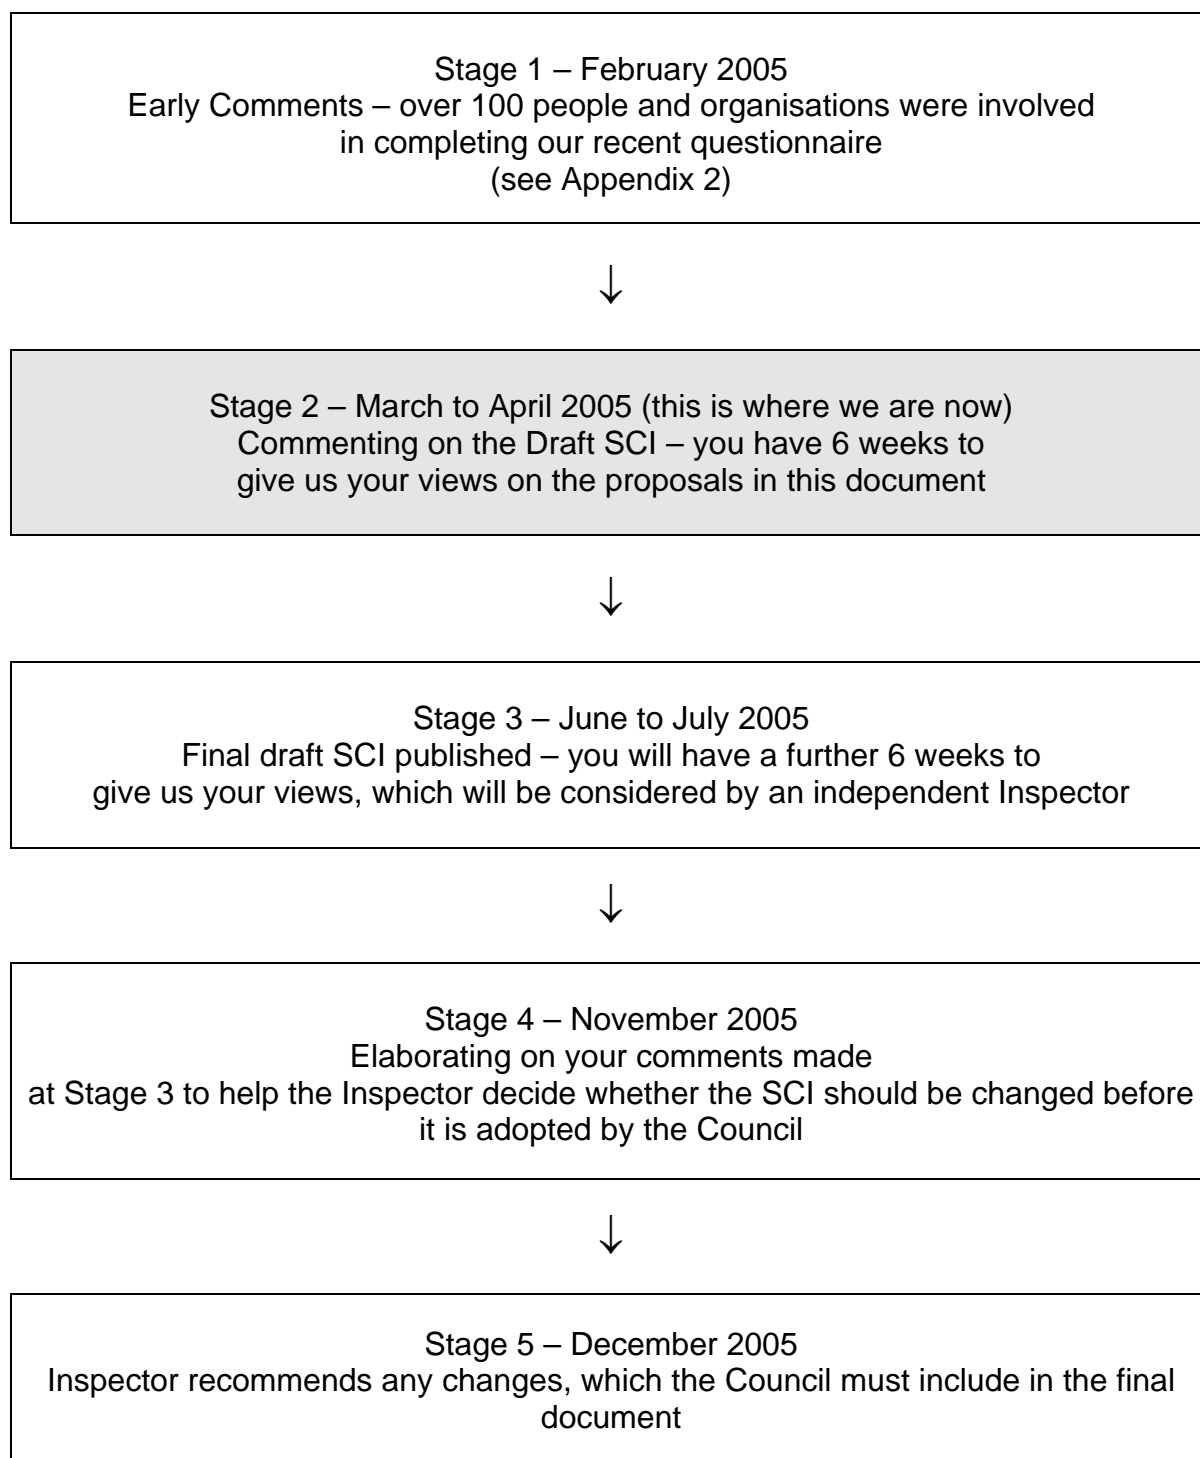 Stage 1 – February 2005
Early Comments – over 100 people and organisations were involved
in completing our recent questionnaire
(see Appendix 2)
↓
Stage 2 – March to April 2005 (this is where we are now)
Commenting on the Draft SCI – you have 6 weeks to
give us your views on the proposals in this document
↓
Stage 3 – June to July 2005
Final draft SCI published – you will have a further 6 weeks to
give us your views, which will be considered by an independent Inspector
↓
Stage 4 – November 2005
Elaborating on your comments made
at Stage 3 to help the Inspector decide whether the SCI should be changed before
it is adopted by the Council
↓
Stage 5 – December 2005
Inspector recommends any changes, which the Council must include in the final
document